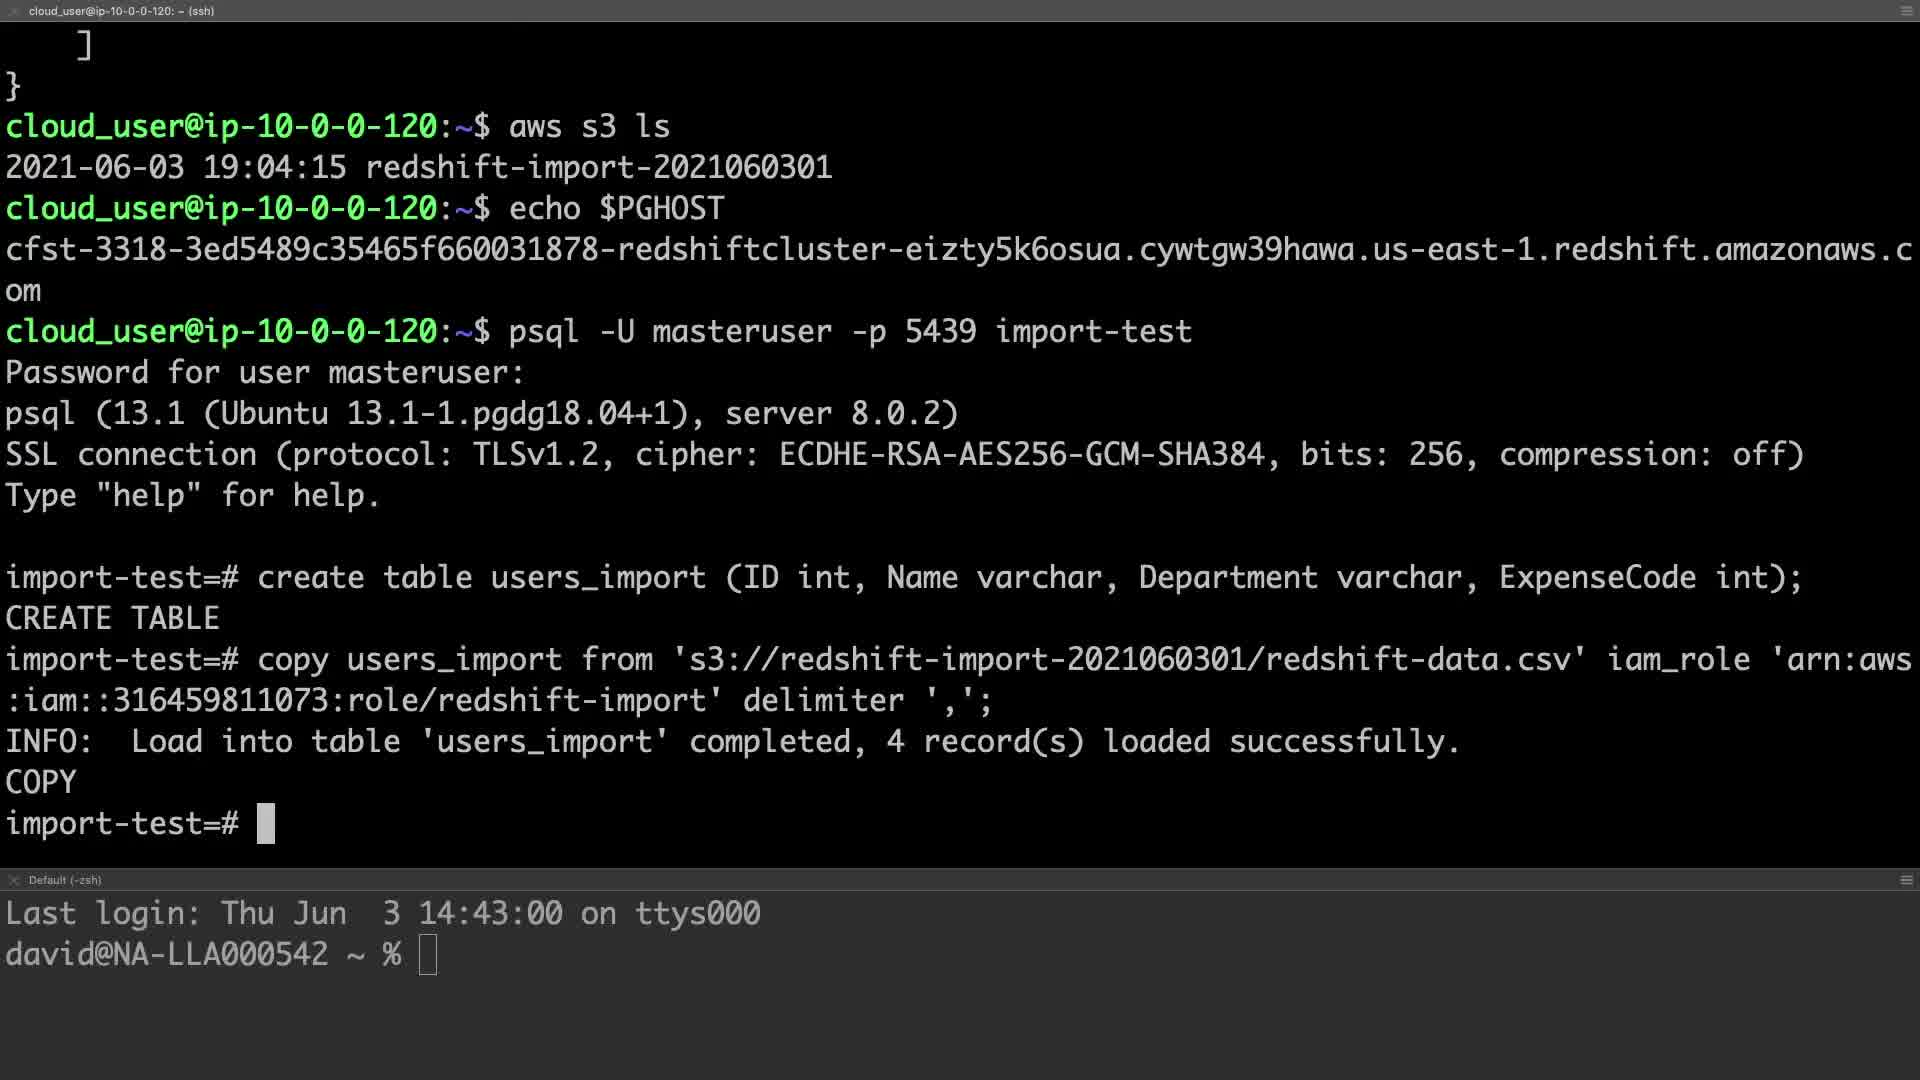 cloud_user@ip-10-0-0-120: ~ (ssh)
]
}
cloud_user@ip-10-0-0-120:~$ aws s3 ls
2021-06-03 19:04:15 redshift-import-2021060301
cloud_user@ip-10-0-0-120:~$ echo $PGHOST
cfst-3318-3ed5489c35465f660031878-redshiftcluster-eizty5k6osua.cywtgw39hawa.us-east-1.redshift.amazonaws.c
om
cloud_user@ip-10-0-0-120:~$ psql -U masteruser -p 5439 import-test
Password for user masteruser:
psql (13.1 (Ubuntu 13.1-1.pgdg18.04+1), server 8.0.2)
SSL connection (protocol: TLSv1.2, cipher: ECDHE-RSA-AES256-GCM-SHA384, bits: 256, compression: off)
Type "help" for help.
import-test=# create table users_import (ID int, Name varchar, Department varchar, ExpenseCode int);
CREATE TABLE
import-test=# copy users_import from 's3://redshift-import-2021060301/redshift-data.csv' iam_role 'arn:aws
:iam::316459811073:role/redshift-import' delimiter ',';
INFO:  Load into table 'users_import' completed, 4 record(s) loaded successfully.
COPY
import-test=#
Default (-zsh)
Last login: Thu Jun  3 14:43:00 on ttys000
david@NA-LLA000542 ~ %